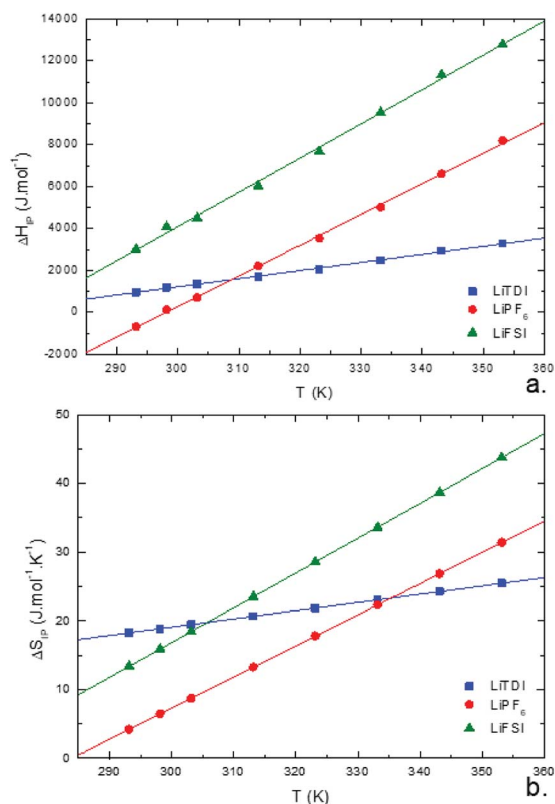 14000
12000
10000
8000
6000
4000
2000
0
-2000
ΔH_IP (J.mol⁻¹)
LiTDI
LiPF₆
LiFSI
290 300 310 320 330 340 350 360
T (K)
a.
50
40
30
20
10
0
ΔS_IP (J.mol⁻¹.K⁻¹)
LiTDI
LiPF₆
LiFSI
290 300 310 320 330 340 350 360
T (K)
b.